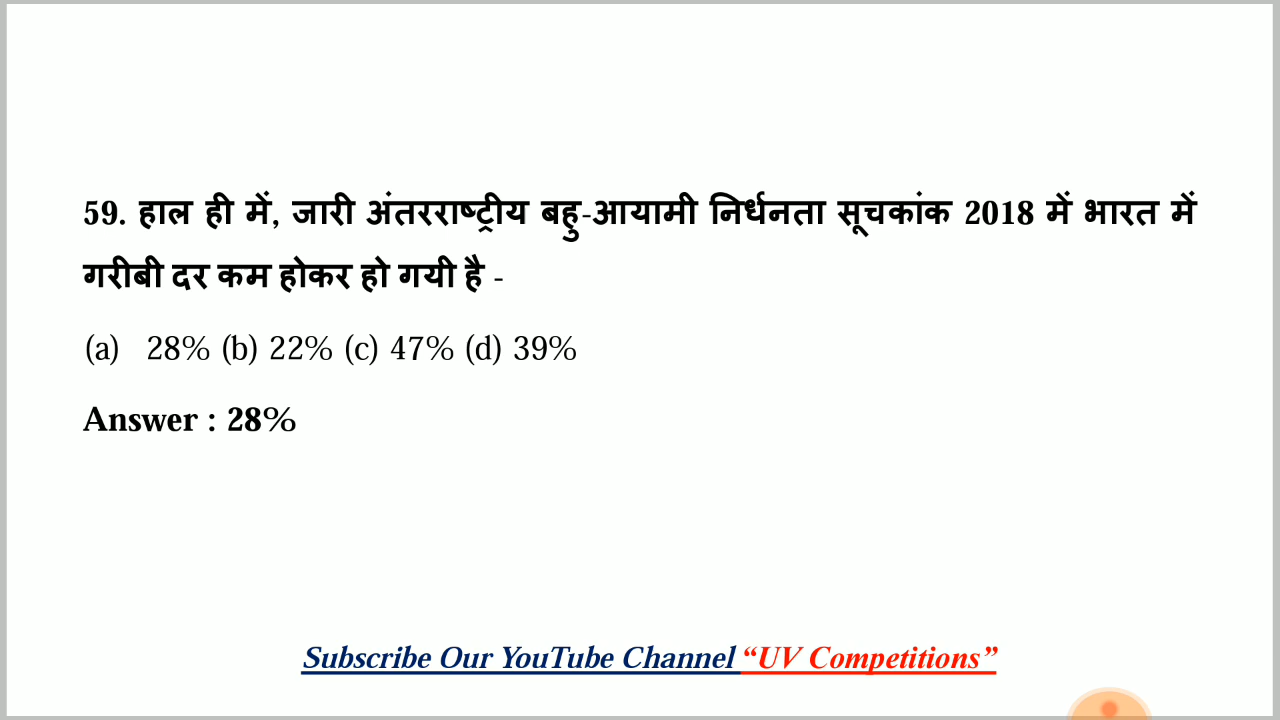 59. हाल ही में, जारी अंतरराष्ट्रीय बहु-आयामी निर्धनता सूचकांक 2018 में भारत में
गरीबी दर कम होकर हो गयी है -
(a) 28% (b) 22% (c) 47% (d) 39%
Answer : 28%
Subscribe Our YouTube Channel “UV Competitions”